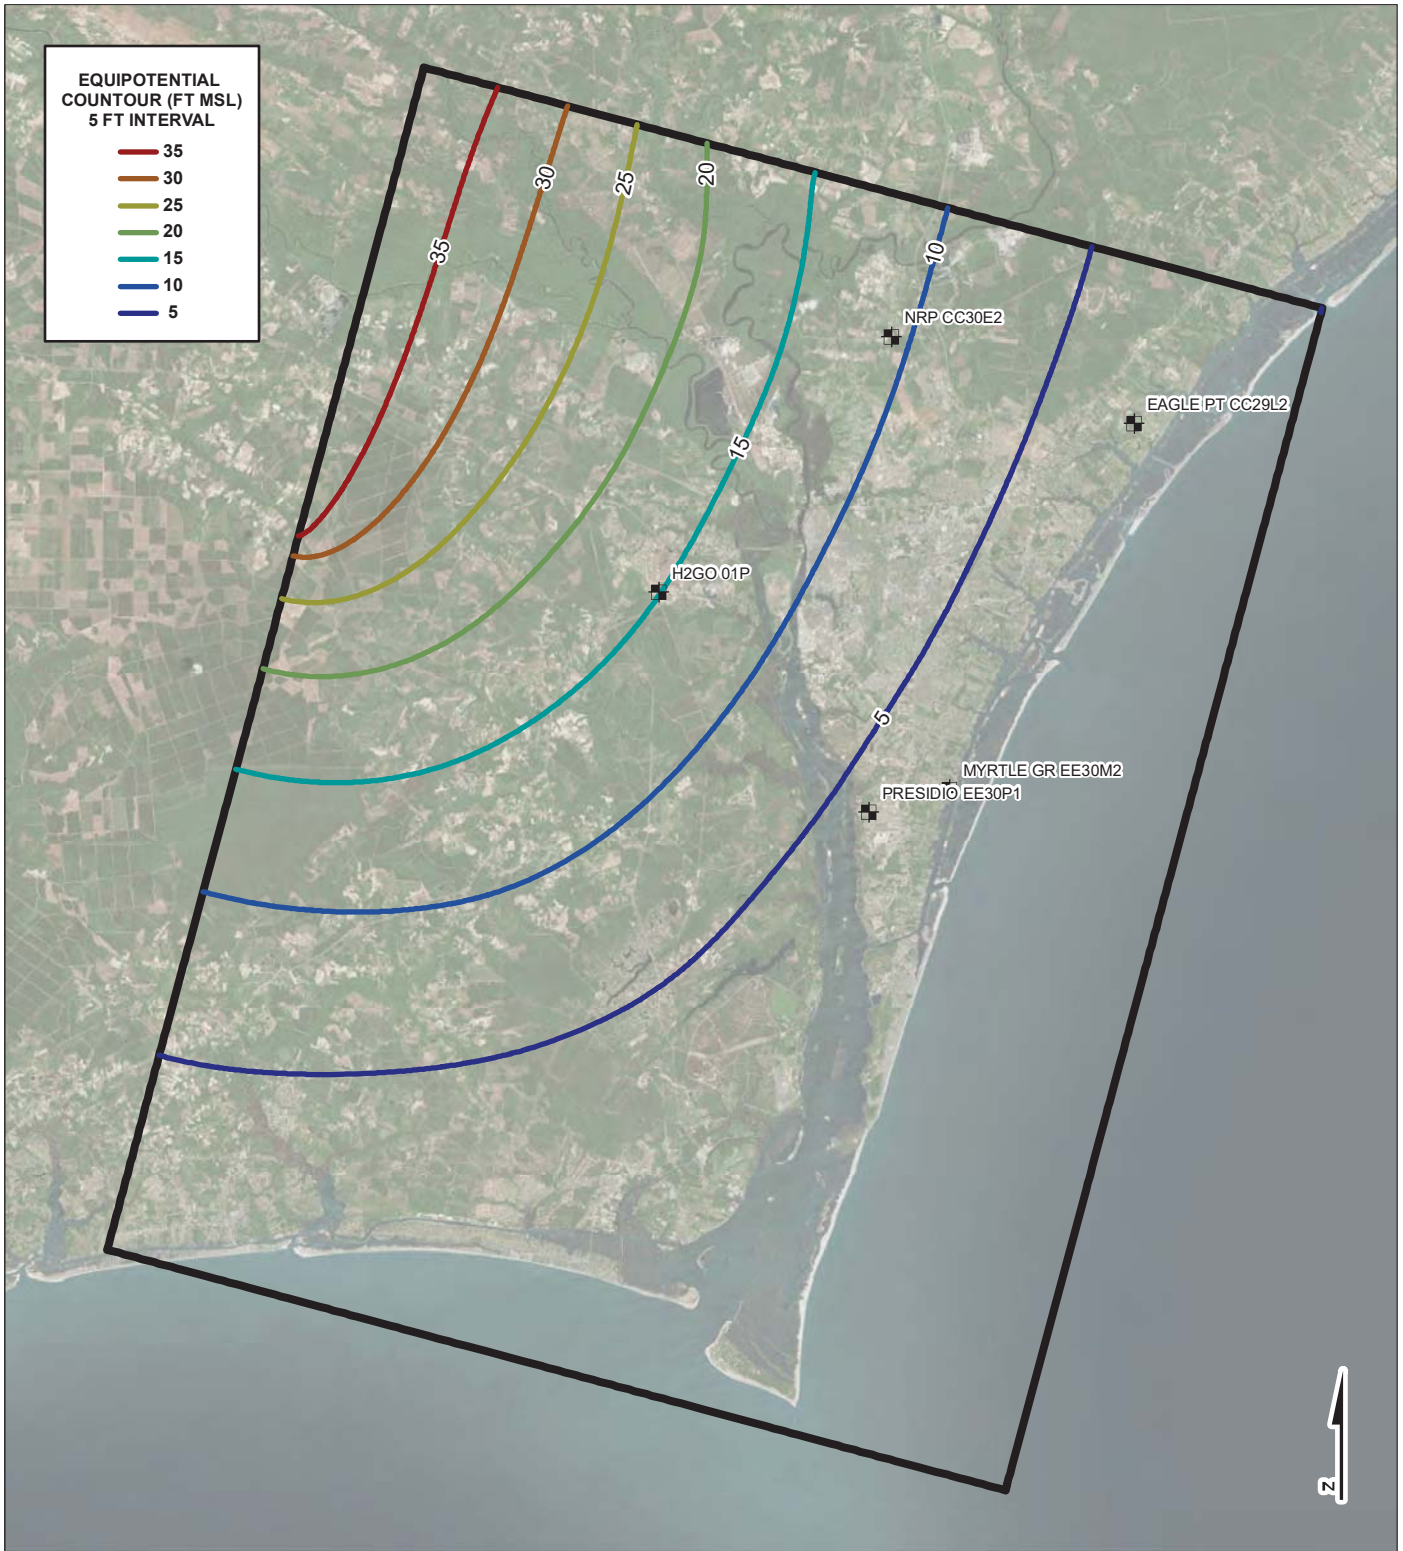 EQUIPOTENTIAL
COUNTOUR (FT MSL)
5 FT INTERVAL
35
30
25
20
15
10
5
30
25
20
35
10
NRP CC30E2
EAGLE PT CC29L2
15
H2GO 01P
5
MYRTLE GR EE30M2
PRESIDIO EE30P1
N